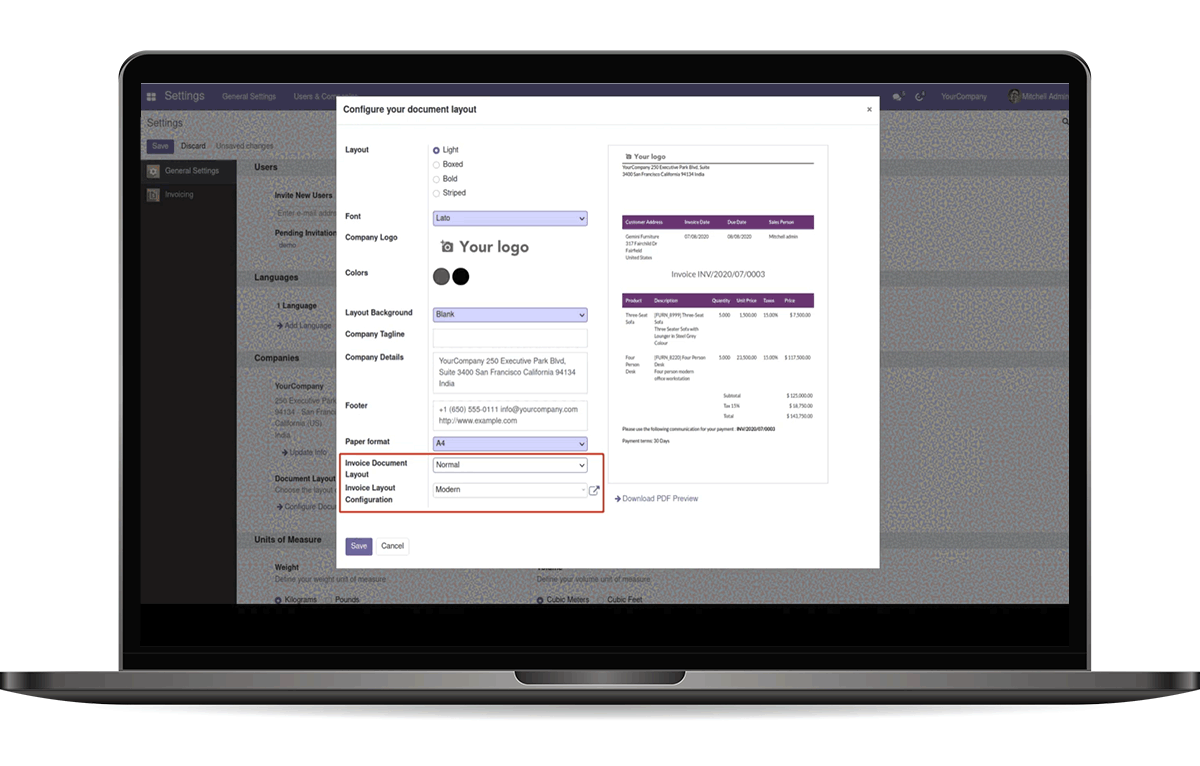 Settings
General Settings
Users & Comp
YourCompany
Mitchell Admin
Settings
Save
Discard
Unsaved changes
General Settings
Invoicing
Users
Invite New Users
Enter e-mail addre
Pending Invitation
demo
Languages
1 Language
Add Language
Companies
YourCompany
250 Executive Park
94134 - San Franci
California (US)
India
Update Info
Document Layout
Choose the layout
Configure Docu
Units of Measure
Weight
Define your weight unit of measure
Kilograms
Pounds
Volume
Define your volume unit of measure
Cubic Meters
Cubic Feet
Configure your document layout
×
Layout
Light
Boxed
Bold
Striped
Font
Lato
Company Logo
Your logo
Colors
Layout Background
Blank
Company Tagline
Company Details
YourCompany 250 Executive Park Blvd,
Suite 3400 San Francisco California 94134
India
Footer
+1 (650) 555-0111 info@yourcompany.com
http://www.example.com
Paper format
A4
Invoice Document
Layout
Normal
Invoice Layout
Configuration
Modern
Save
Cancel
Your logo
YourCompany 250 Executive Park Blvd, Suite
3400 San Francisco California 94134 India
Customer Address
Invoice Date
Due Date
Sales Person
Gemini Furniture
317 Fairchild Dr
Fairfield
United States
07/08/2020
08/08/2020
Mitchell admin
Invoice INV/2020/07/0003
Product
Description
Quantity
Unit Price
Taxes
Price
Three-Seat
Sofa
[FURN_8999] Three-Seat
Sofa
Three Seater Sofa with
Lounger in Steel Grey
Colour
5.000
1,500.00
15.00%
$ 7,500.00
Four
Person
Desk
[FURN_8220] Four Person
Desk
Four person modern
office workstation
5.000
23,500.00
15.00%
$ 117,500.00
Subtotal
$ 125,000.00
Tax 15%
$ 18,750.00
Total
$ 143,750.00
Please use the following communication for your payment : INV/2020/07/0003
Payment terms: 30 Days
Download PDF Preview